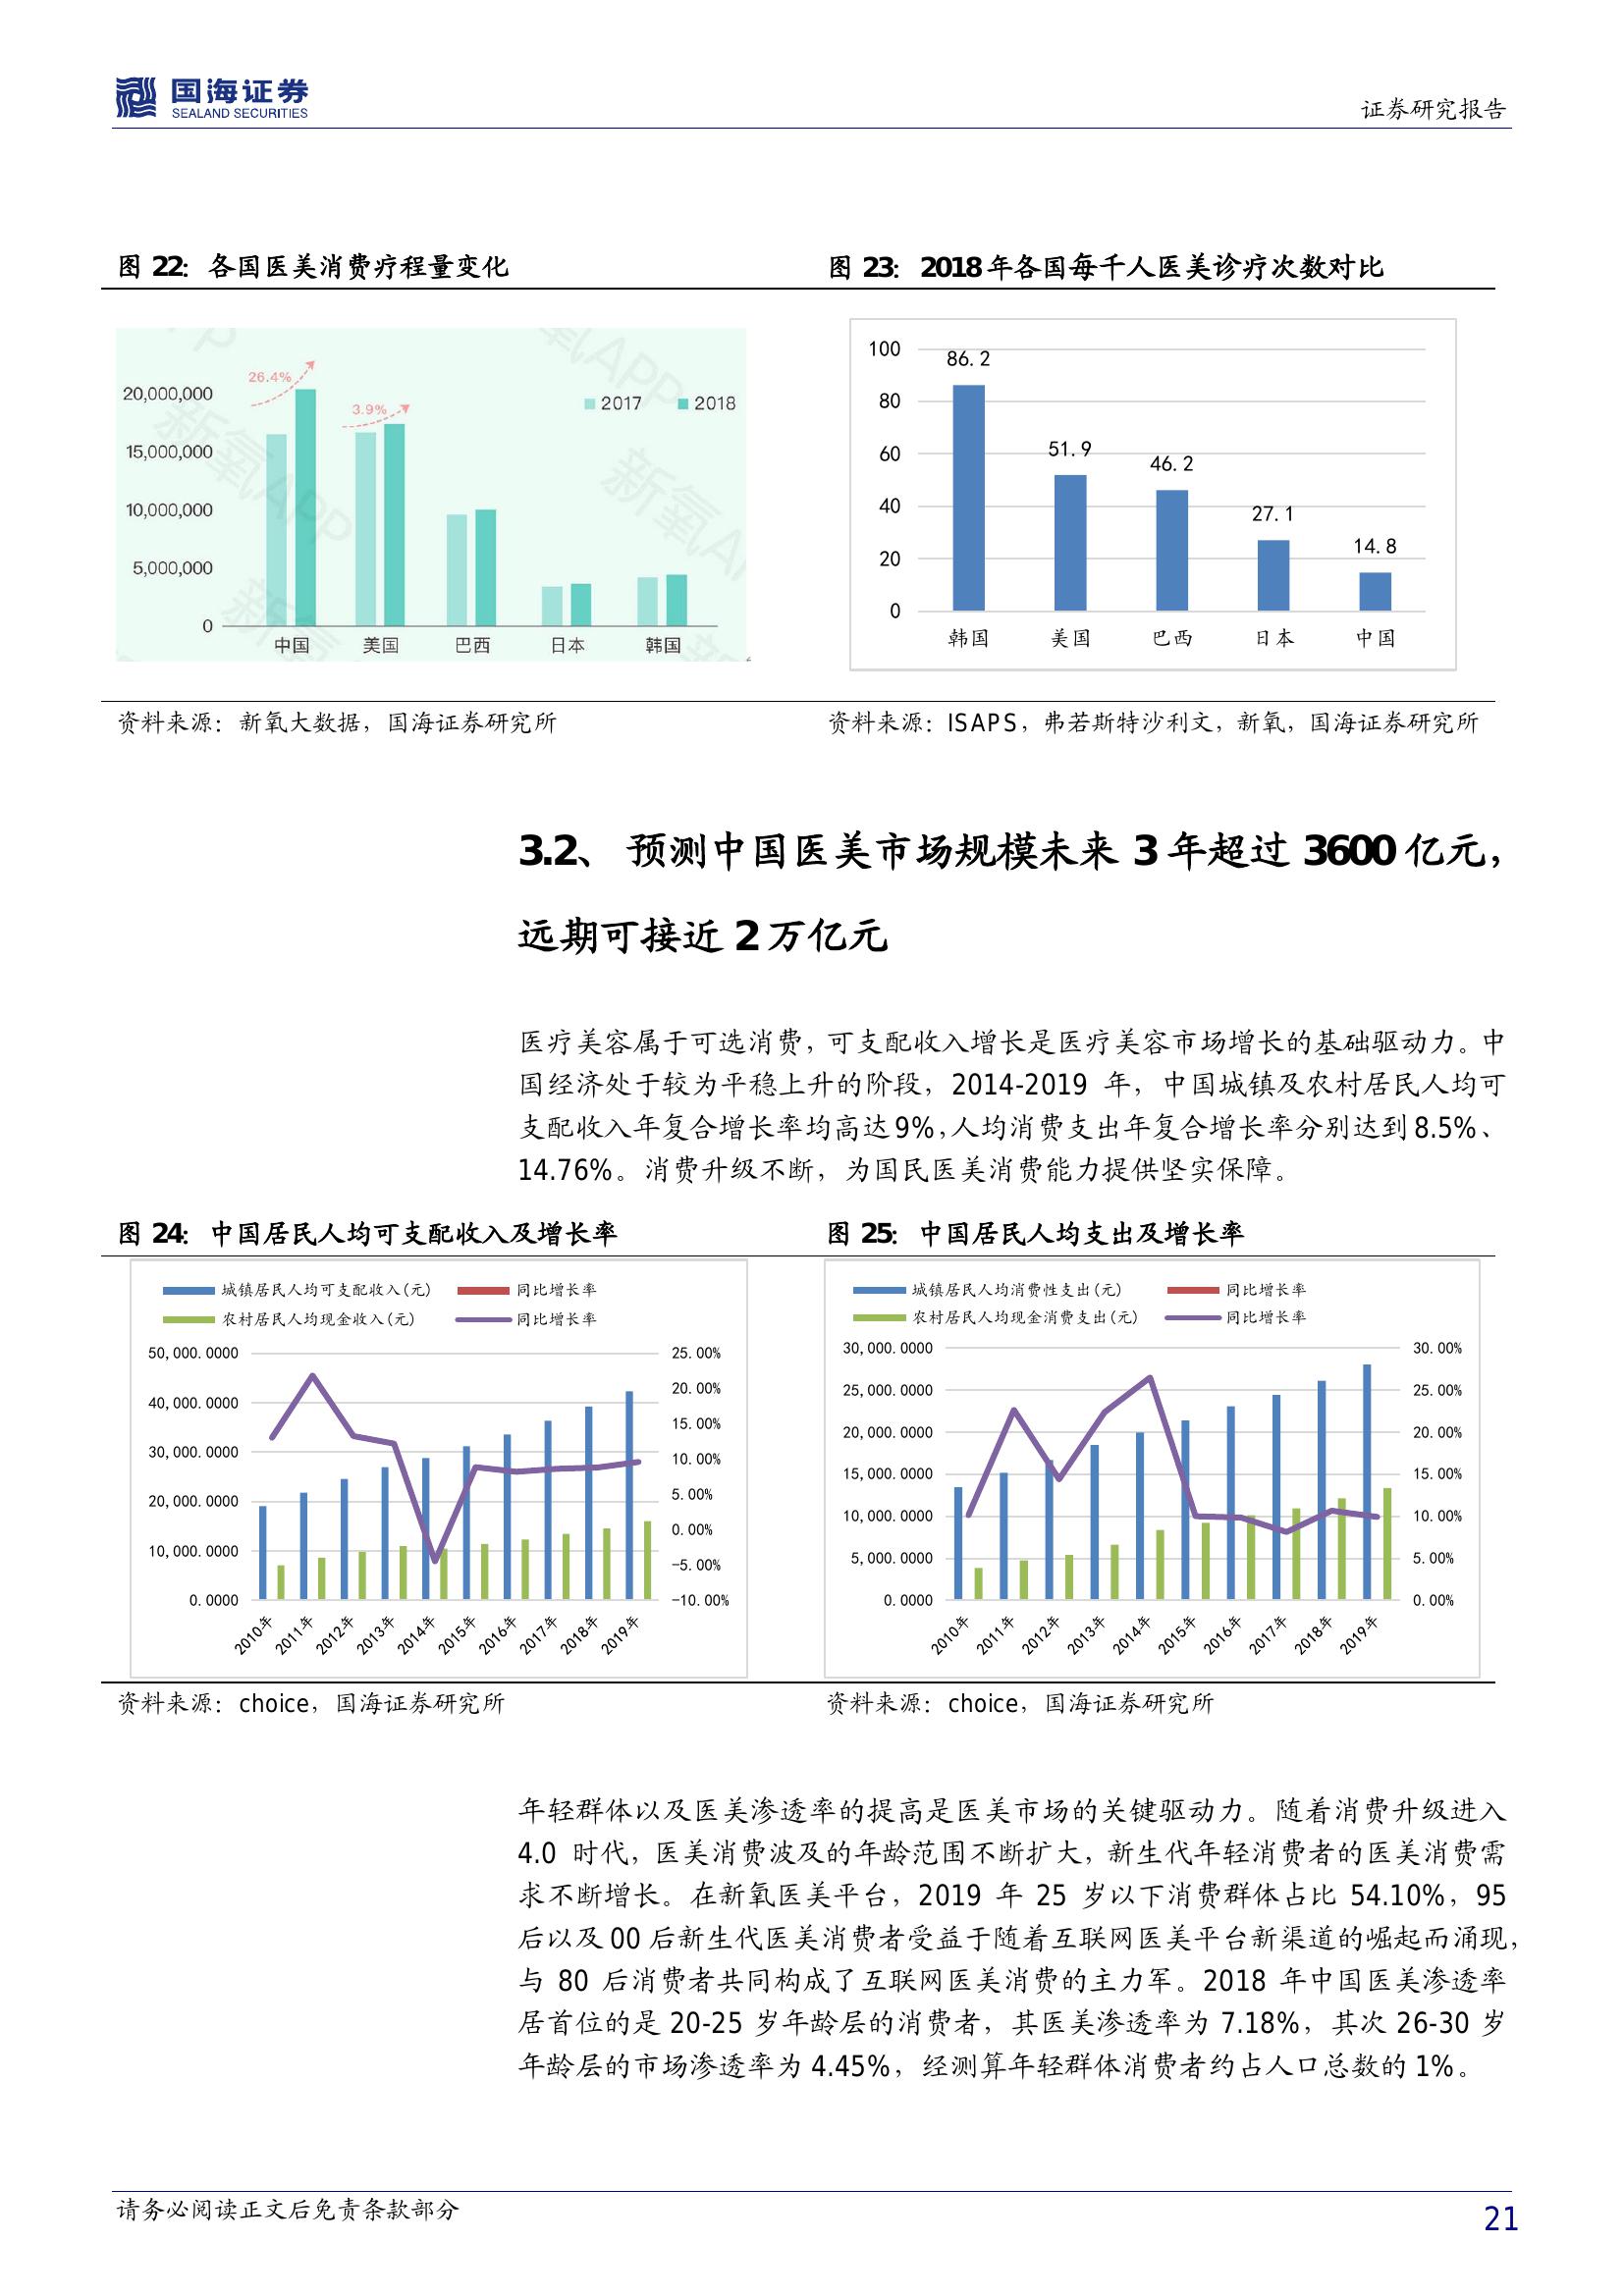 国海证券
SEALAND SECURITIES
证券研究报告
图 22：各国医美消费疗程量变化
26.4%
3.9%
2017 2018
20,000,000
15,000,000
10,000,000
5,000,000
0
中国 美国 巴西 日本 韩国
新氧APP
资料来源：新氧大数据，国海证券研究所
图 23：2018年各国每千人医美诊疗次数对比
100
80
60
40
20
0
86.2
51.9
46.2
27.1
14.8
韩国 美国 巴西 日本 中国
资料来源：ISAPS，弗若斯特沙利文，新氧，国海证券研究所
3.2、 预测中国医美市场规模未来 3 年超过 3600 亿元，
远期可接近 2 万亿元
医疗美容属于可选消费，可支配收入增长是医疗美容市场增长的基础驱动力。中
国经济处于较为平稳上升的阶段，2014-2019 年，中国城镇及农村居民人均可
支配收入年复合增长率均高达 9%，人均消费支出年复合增长率分别达到 8.5%、
14.76%。消费升级不断，为国民医美消费能力提供坚实保障。
图 24：中国居民人均可支配收入及增长率
城镇居民人均可支配收入(元) 同比增长率
农村居民人均现金收入(元) 同比增长率
50,000.0000
40,000.0000
30,000.0000
20,000.0000
10,000.0000
0.0000
25.00%
20.00%
15.00%
10.00%
5.00%
0.00%
-5.00%
-10.00%
2010年 2011年 2012年 2013年 2014年 2015年 2016年 2017年 2018年 2019年
资料来源：choice，国海证券研究所
图 25：中国居民人均支出及增长率
城镇居民人均消费性支出(元) 同比增长率
农村居民人均现金消费支出(元) 同比增长率
30,000.0000
25,000.0000
20,000.0000
15,000.0000
10,000.0000
5,000.0000
0.0000
30.00%
25.00%
20.00%
15.00%
10.00%
5.00%
0.00%
2010年 2011年 2012年 2013年 2014年 2015年 2016年 2017年 2018年 2019年
资料来源：choice，国海证券研究所
年轻群体以及医美渗透率的提高是医美市场的关键驱动力。随着消费升级进入
4.0 时代，医美消费波及的年龄范围不断扩大，新生代年轻消费者的医美消费需
求不断增长。在新氧医美平台，2019 年 25 岁以下消费群体占比 54.10%，95
后以及 00 后新生代医美消费者受益于随着互联网医美平台新渠道的崛起而涌现，
与 80 后消费者共同构成了互联网医美消费的主力军。2018 年中国医美渗透率
居首位的是 20-25 岁年龄层的消费者，其医美渗透率为 7.18%，其次 26-30 岁
年龄层的市场渗透率为 4.45%，经测算年轻群体消费者约占人口总数的 1%。
请务必阅读正文后免责条款部分
21